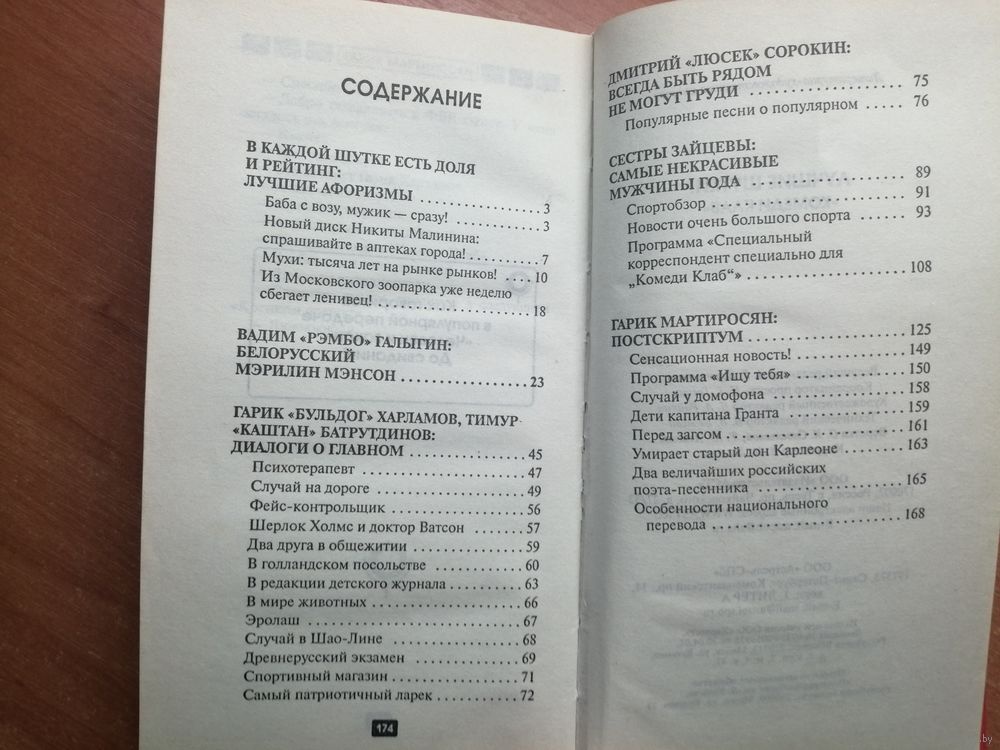 СОДЕРЖАНИЕ
В КАЖДОЙ ШУТКЕ ЕСТЬ ДОЛЯ
И РЕЙТИНГ:
ЛУЧШИЕ АФОРИЗМЫ ................ 3
Баба с возу, мужик — сразу! ............ 3
Новый диск Никиты Малинина:
спрашивайте в аптеках города! .......... 7
Мухи: тысяча лет на рынке рынков! .... 10
Из Московского зоопарка уже неделю
сбегает ленивец! ..................... 18
ВАДИМ «РЭМБО» ГАЛЫГИН:
БЕЛОРУССКИЙ
МЭРИЛИН МЭНСОН ................ 23
ГАРИК «БУЛЬДОГ» ХАРЛАМОВ, ТИМУР
«КАШТАН» БАТРУТДИНОВ:
ДИАЛОГИ О ГЛАВНОМ .............. 45
Психотерапевт ..................... 47
Случай на дороге .................... 49
Фейс-контрольщик .................. 56
Шерлок Холмс и доктор Ватсон ....... 57
Два друга в общежитии .............. 59
В голландском посольстве ............ 60
В редакции детского журнала ......... 63
В мире животных ................... 66
Эролаш ........................... 67
Случай в Шао-Лине ................. 68
Древнерусский экзамен .............. 69
Спортивный магазин ................ 71
Самый патриотичный ларек .......... 72
174
ДМИТРИЙ «ЛЮСЕК» СОРОКИН:
ВСЕГДА БЫТЬ РЯДОМ
НЕ МОГУТ ГРУДИ .................. 75
Популярные песни о популярном ..... 76
СЕСТРЫ ЗАЙЦЕВЫ:
САМЫЕ НЕКРАСИВЫЕ
МУЖЧИНЫ ГОДА .................. 89
Спортобзор ........................ 91
Новости очень большого спорта ...... 93
Программа «Специальный
корреспондент специально для
„Комеди Клаб“» .................... 108
ГАРИК МАРТИРОСЯН:
ПОСТСКРИПТУМ ................... 125
Сенсационная новость! .............. 149
Программа «Ищу тебя» .............. 150
Случай у домофона ................. 158
Дети капитана Гранта ............... 159
Перед загсом ...................... 161
Умирает старый дон Карлеоне ....... 163
Два величайших российских
поэта-песенника .................... 165
Особенности национального
перевода .......................... 168